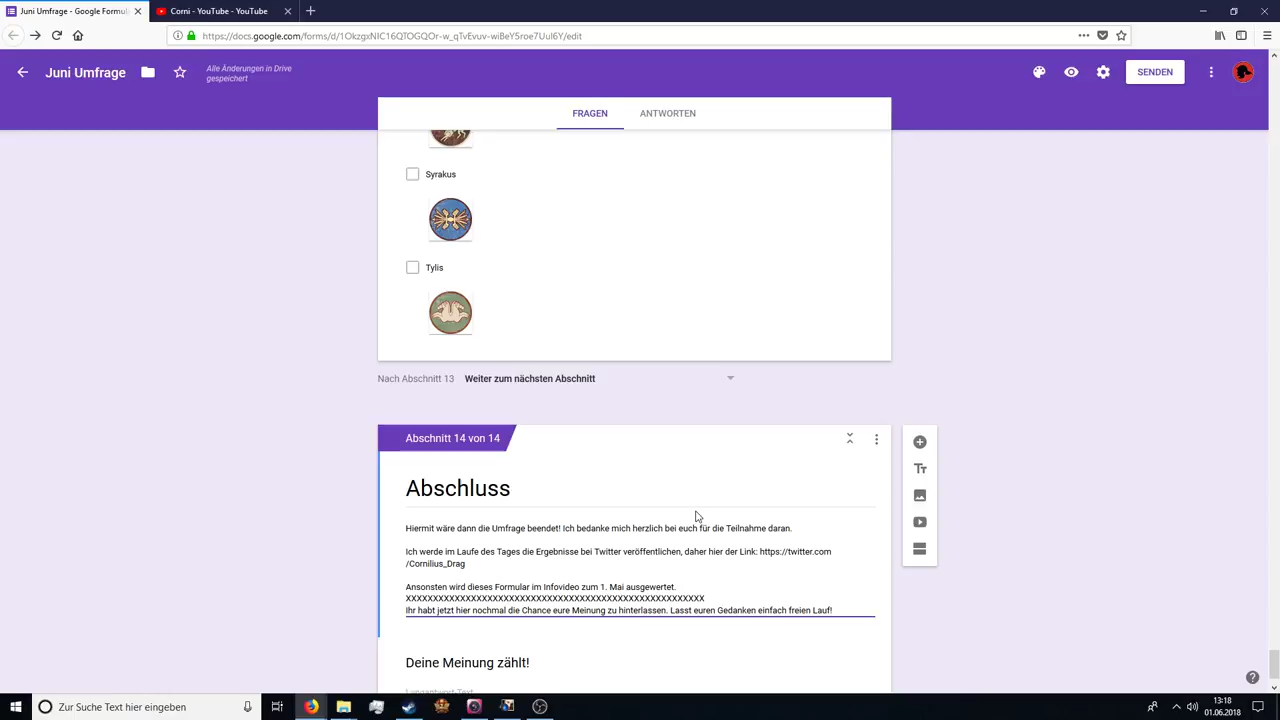 Juni Umfrage - Google Formula
Corni - YouTube - YouTube
https://docs.google.com/forms/d/1OkzgxNIC16QTOGQOr-w_qTvEvuv-wiBeY5roe7Uul6Y/edit
Juni Umfrage
Alle Änderungen in Drive
gespeichert
SENDEN
FRAGEN
ANTWORTEN
Syrakus
Tylis
Nach Abschnitt 13 Weiter zum nächsten Abschnitt
Abschnitt 14 von 14
Abschluss
Hiermit wäre dann die Umfrage beendet! Ich bedanke mich herzlich bei euch für die Teilnahme daran.
Ich werde im Laufe des Tages die Ergebnisse bei Twitter veröffentlichen, daher hier der Link: https://twitter.com
/Cornilius_Drag
Ansonsten wird dieses Formular im Infovideo zum 1. Mai ausgewertet.
XXXXXXXXXXXXXXXXXXXXXXXXXXXXXXXXXXXXXXXXXXXXXXXXXXXXXXX
Ihr habt jetzt hier nochmal die Chance eure Meinung zu hinterlassen. Lasst euren Gedanken einfach freien Lauf!
Deine Meinung zählt!
Langantwort-Text
Zur Suche Text hier eingeben
13:18
01.06.2018